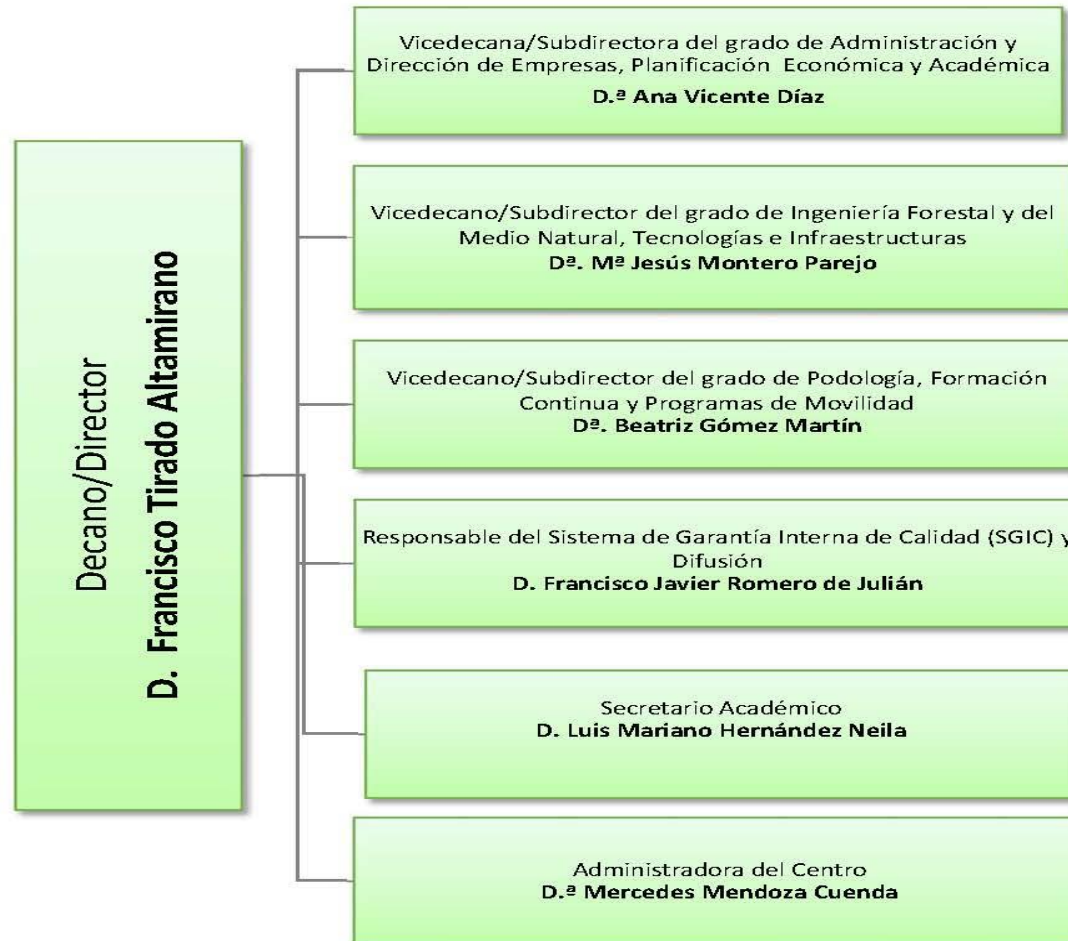 Decano/Director
D. Francisco Tirado Altamirano
Vicedecana/Subdirectora del grado de Administración y
Dirección de Empresas, Planificación Económica y Académica
D.ª Ana Vicente Díaz
Vicedecano/Subdirector del grado de Ingeniería Forestal y del
Medio Natural, Tecnologías e Infraestructuras
Dª. Mª Jesús Montero Parejo
Vicedecano/Subdirector del grado de Podología, Formación
Continua y Programas de Movilidad
Dª. Beatriz Gómez Martín
Responsable del Sistema de Garantía Interna de Calidad (SGIC) y
Difusión
D. Francisco Javier Romero de Julián
Secretario Académico
D. Luis Mariano Hernández Neila
Administradora del Centro
D.ª Mercedes Mendoza Cuenda